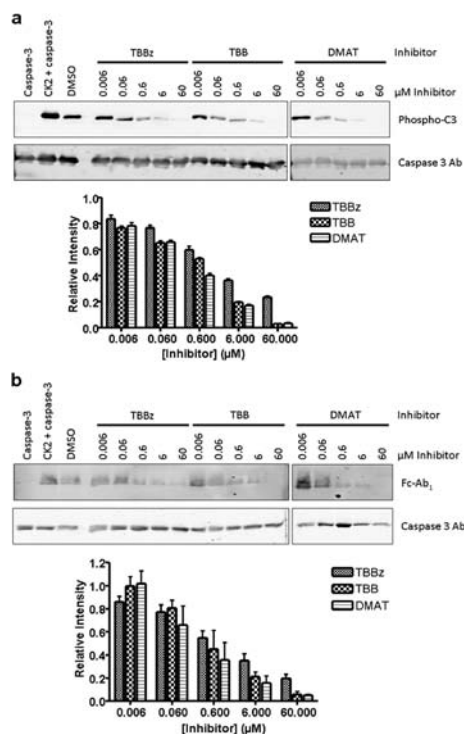 a
TBBz TBB DMAT Inhibitor
Caspase-3 CK2 + caspase-3 DMSO 0.006 0.06 0.6 6 60 0.006 0.06 0.6 6 60 0.006 0.06 0.6 6 60 µM Inhibitor
Phospho-C3
Caspase 3 Ab
Relative Intensity
1.0
0.8
0.6
0.4
0.2
0.0
TBBz
TBB
DMAT
0.006 0.060 0.600 6.000 60.000
[Inhibitor] (µM)
b
TBBz TBB DMAT Inhibitor
Caspase-3 CK2 + caspase-3 DMSO 0.006 0.06 0.6 6 60 0.006 0.06 0.6 6 60 0.006 0.06 0.6 6 60 µM Inhibitor
Fc-Ab₁
Caspase 3 Ab
Relative Intensity
1.2
1.0
0.8
0.6
0.4
0.2
0.0
TBBz
TBB
DMAT
0.006 0.060 0.600 6.000 60.000
[Inhibitor] (µM)